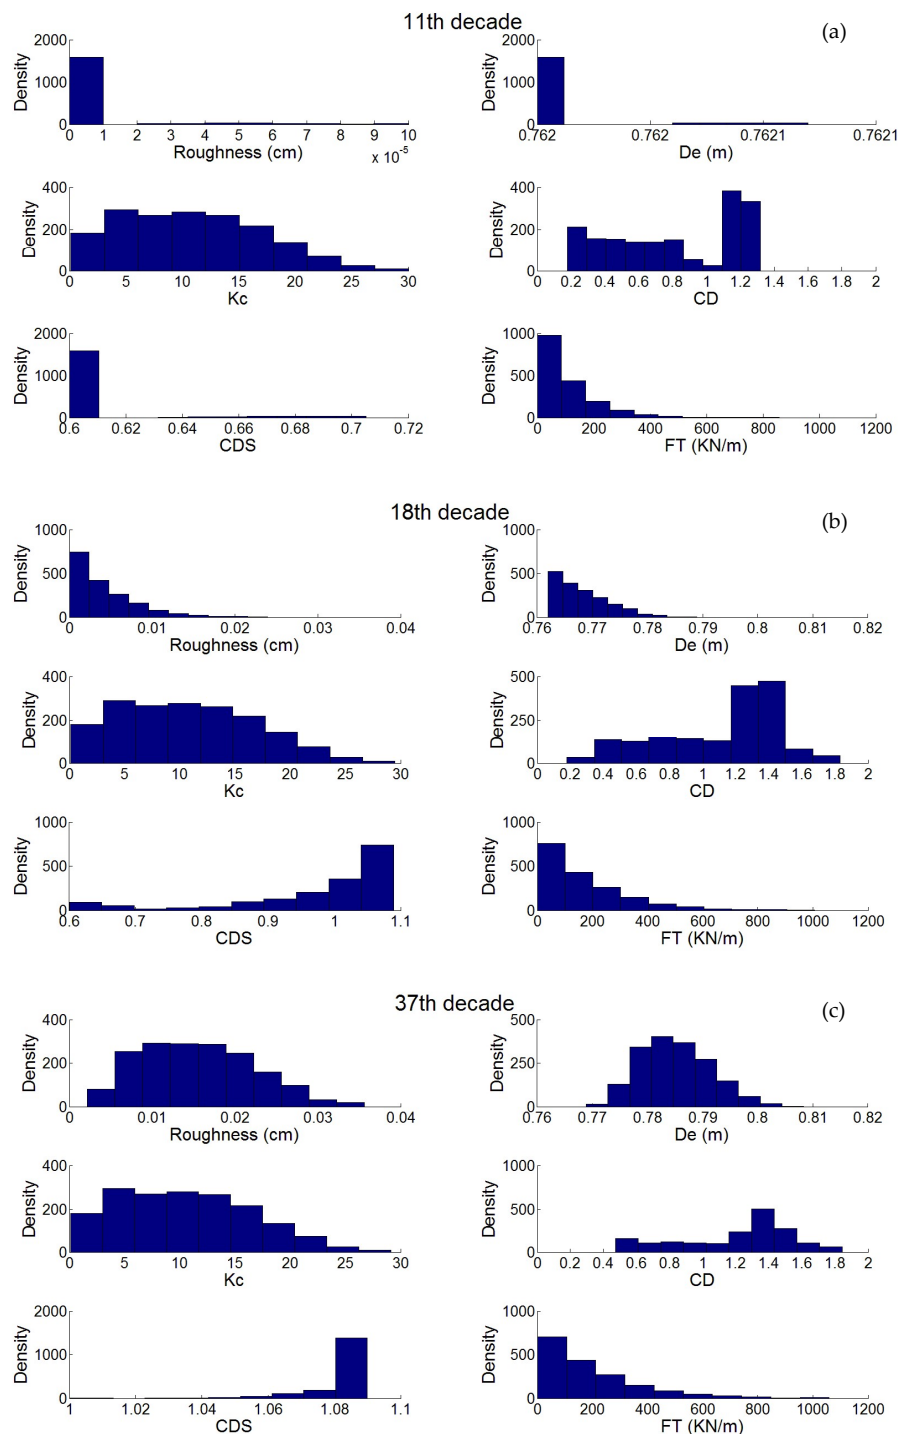 11th decade
(a)
2000
1000
0
Density
0 1 2 3 4 5 6 7 8 9 10
Roughness (cm)
x 10-5
2000
1000
0
Density
0.762 0.762 0.7621 0.7621
De (m)
400
200
0
Density
0 5 10 15 20 25 30
Kc
400
200
0
Density
0 0.2 0.4 0.6 0.8 1 1.2 1.4 1.6 1.8 2
CD
2000
1000
0
Density
0.6 0.62 0.64 0.66 0.68 0.7 0.72
CDS
1000
500
0
Density
0 200 400 600 800 1000 1200
FT (KN/m)
18th decade
(b)
1000
500
0
Density
0 0.01 0.02 0.03 0.04
Roughness (cm)
1000
500
0
Density
0.76 0.77 0.78 0.79 0.8 0.81 0.82
De (m)
400
200
0
Density
0 5 10 15 20 25 30
Kc
500
250
0
Density
0 0.2 0.4 0.6 0.8 1 1.2 1.4 1.6 1.8 2
CD
1000
500
0
Density
0.6 0.7 0.8 0.9 1 1.1
CDS
1000
500
0
Density
0 200 400 600 800 1000 1200
FT (KN/m)
37th decade
(c)
400
200
0
Density
0 0.01 0.02 0.03 0.04
Roughness (cm)
500
250
0
Density
0.76 0.77 0.78 0.79 0.8 0.81 0.82
De (m)
400
200
0
Density
0 5 10 15 20 25 30
Kc
1000
500
0
Density
0 0.2 0.4 0.6 0.8 1 1.2 1.4 1.6 1.8 2
CD
2000
1000
0
Density
1 1.02 1.04 1.06 1.08 1.1
CDS
1000
500
0
Density
0 200 400 600 800 1000 1200
FT (KN/m)